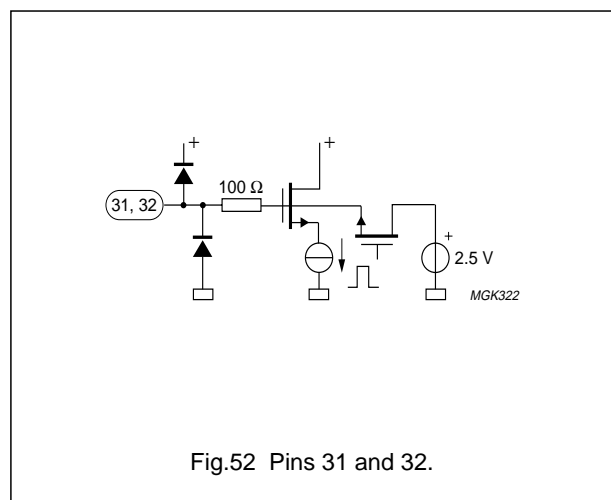 + +
100 Ω
31, 32
+
2.5 V
MGK322
Fig.52 Pins 31 and 32.